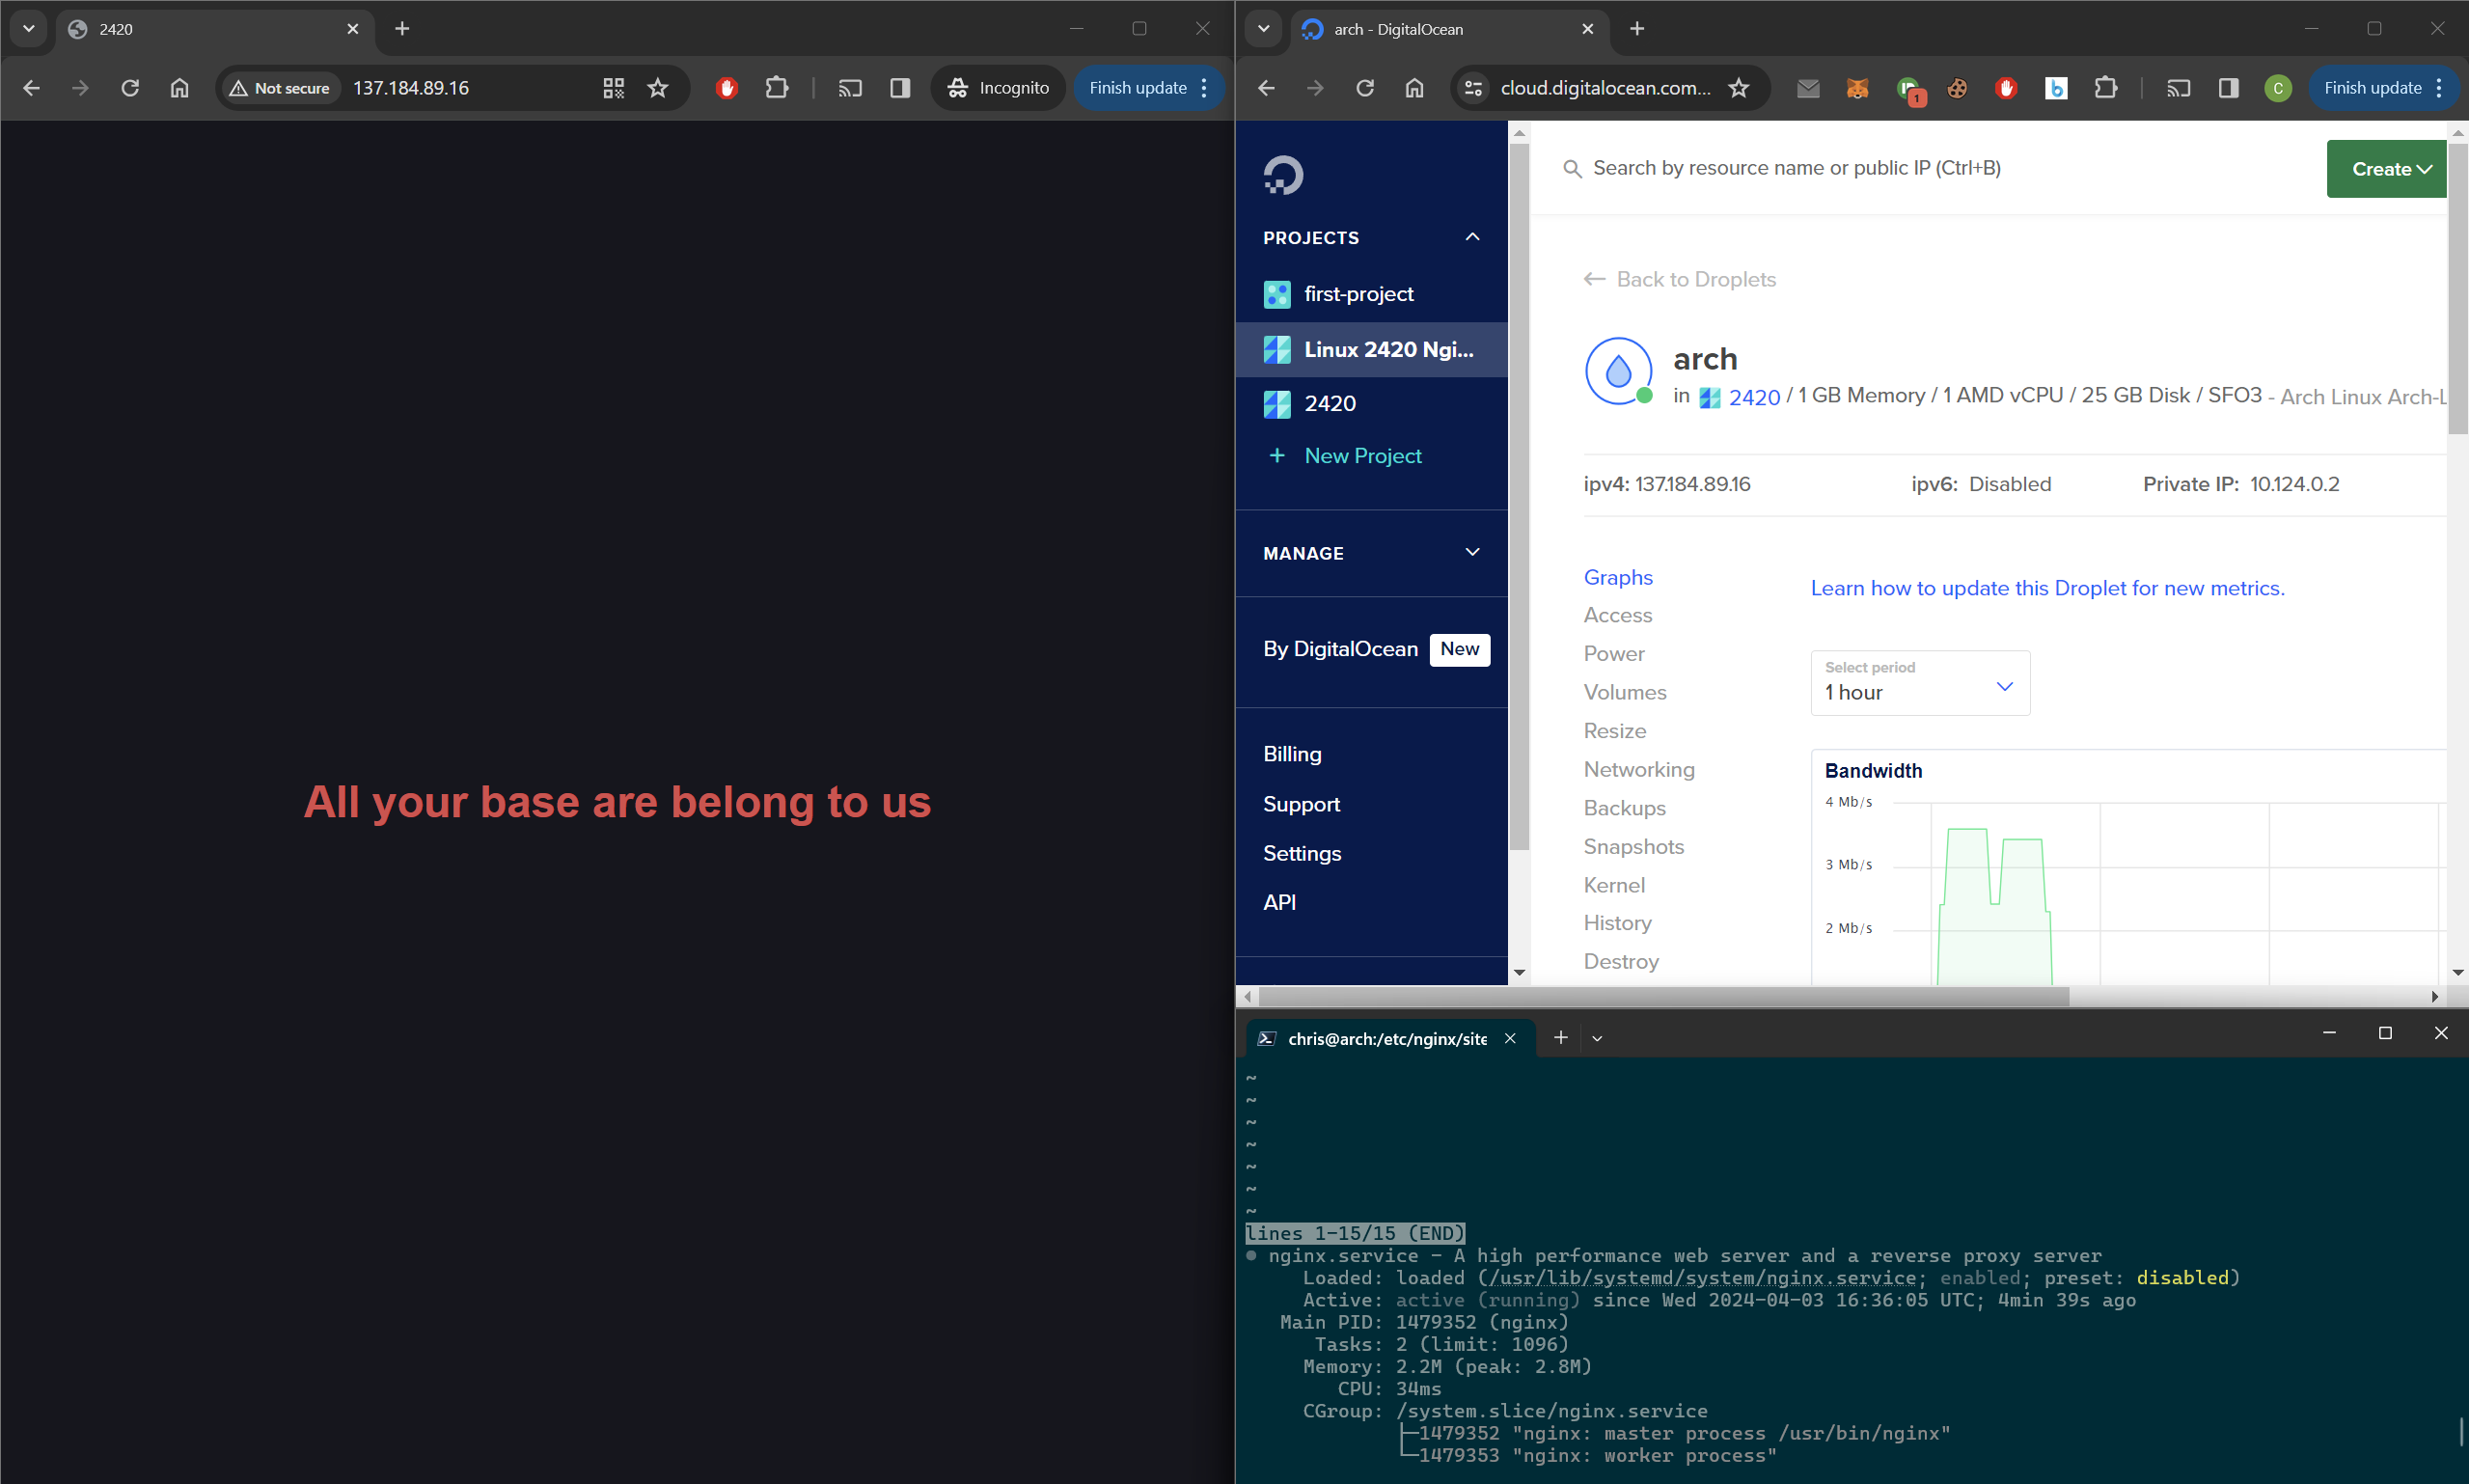 2420
Not secure
137.184.89.16
Incognito
Finish update
All your base are belong to us
arch - DigitalOcean
cloud.digitalocean.com...
1
C
Finish update
PROJECTS
first-project
Linux 2420 Ngi...
2420
+ New Project
MANAGE
By DigitalOcean New
Billing
Support
Settings
API
Search by resource name or public IP (Ctrl+B)
Create
← Back to Droplets
arch
in 2420 / 1 GB Memory / 1 AMD vCPU / 25 GB Disk / SFO3 - Arch Linux Arch-L
ipv4: 137.184.89.16 ipv6: Disabled Private IP: 10.124.0.2
Graphs
Access
Power
Volumes
Resize
Networking
Backups
Snapshots
Kernel
History
Destroy
Learn how to update this Droplet for new metrics.
Select period
1 hour
Bandwidth
4 Mb/s
3 Mb/s
2 Mb/s
chris@arch:/etc/nginx/site
~
~
~
~
~
~
~
lines 1-15/15 (END)
● nginx.service - A high performance web server and a reverse proxy server
Loaded: loaded (/usr/lib/systemd/system/nginx.service; enabled; preset: disabled)
Active: active (running) since Wed 2024-04-03 16:36:05 UTC; 4min 39s ago
Main PID: 1479352 (nginx)
Tasks: 2 (limit: 1096)
Memory: 2.2M (peak: 2.8M)
CPU: 34ms
CGroup: /system.slice/nginx.service
├─1479352 "nginx: master process /usr/bin/nginx"
└─1479353 "nginx: worker process"